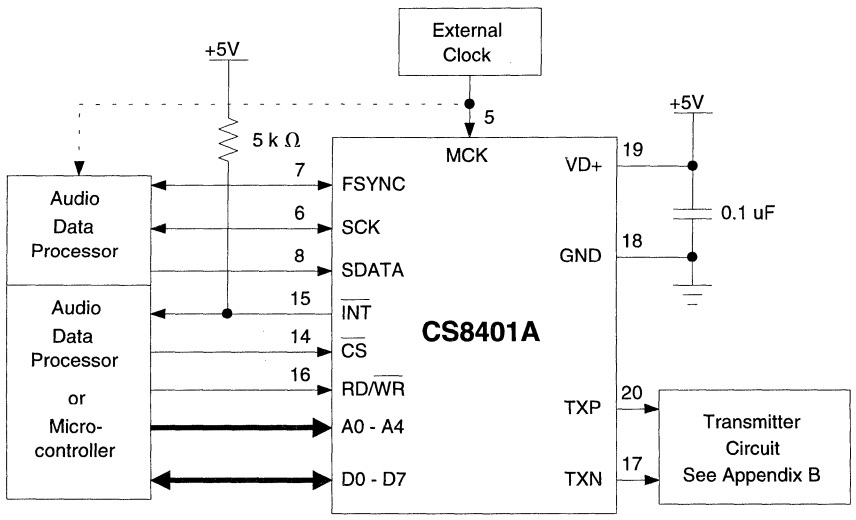 External
Clock
+5V
+5V
5 k Ω
5
MCK
19
VD+
0.1 uF
18
GND
Audio
Data
Processor
7
FSYNC
6
SCK
8
SDATA
Audio
Data
Processor
or
Micro-
controller
15
INT
14
CS
16
RD/WR
A0 - A4
D0 - D7
CS8401A
20
TXP
17
TXN
Transmitter
Circuit
See Appendix B